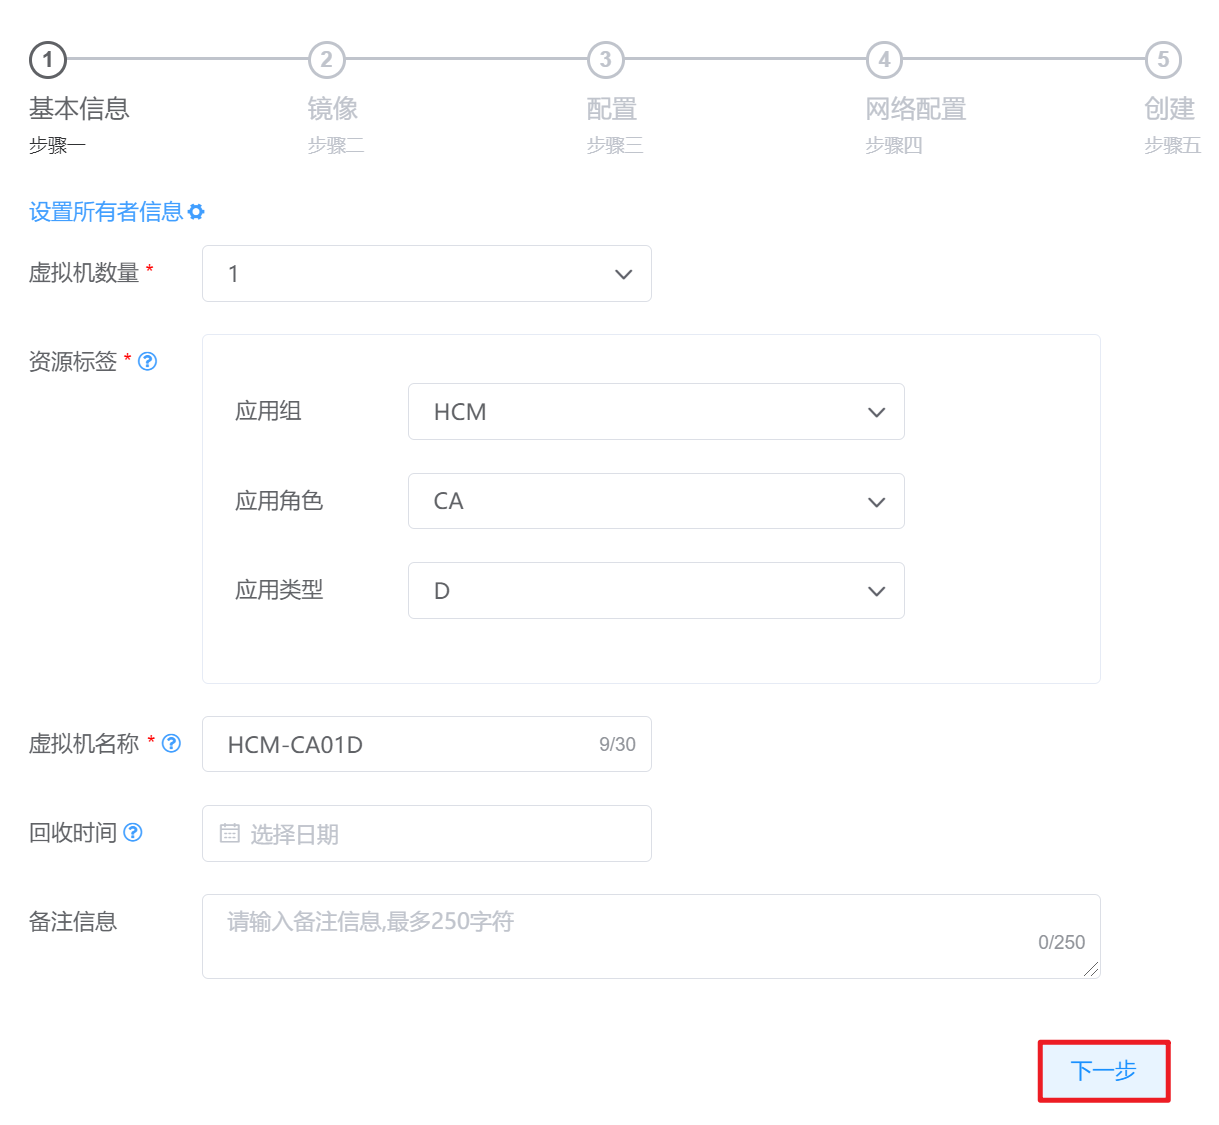 1 2 3 4 5
基本信息 镜像 配置 网络配置 创建
步骤一 步骤二 步骤三 步骤四 步骤五
设置所有者信息
虚拟机数量 * 1
资源标签 * ?
应用组 HCM
应用角色 CA
应用类型 D
虚拟机名称 * ? HCM-CA01D 9/30
回收时间 ? 选择日期
备注信息 请输入备注信息,最多250字符
0/250
下一步